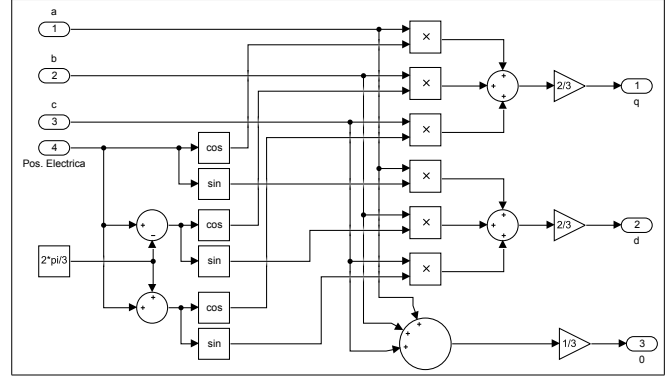 a
1
×
b
2
×
2/3
1
q
c
3
×
4
Pos. Electrica
cos
sin
×
+
−
cos
×
2/3
2
d
2*pi/3
sin
×
+
+
cos
sin
+
+
+
1/3
3
0
+
+
+
+
+
+